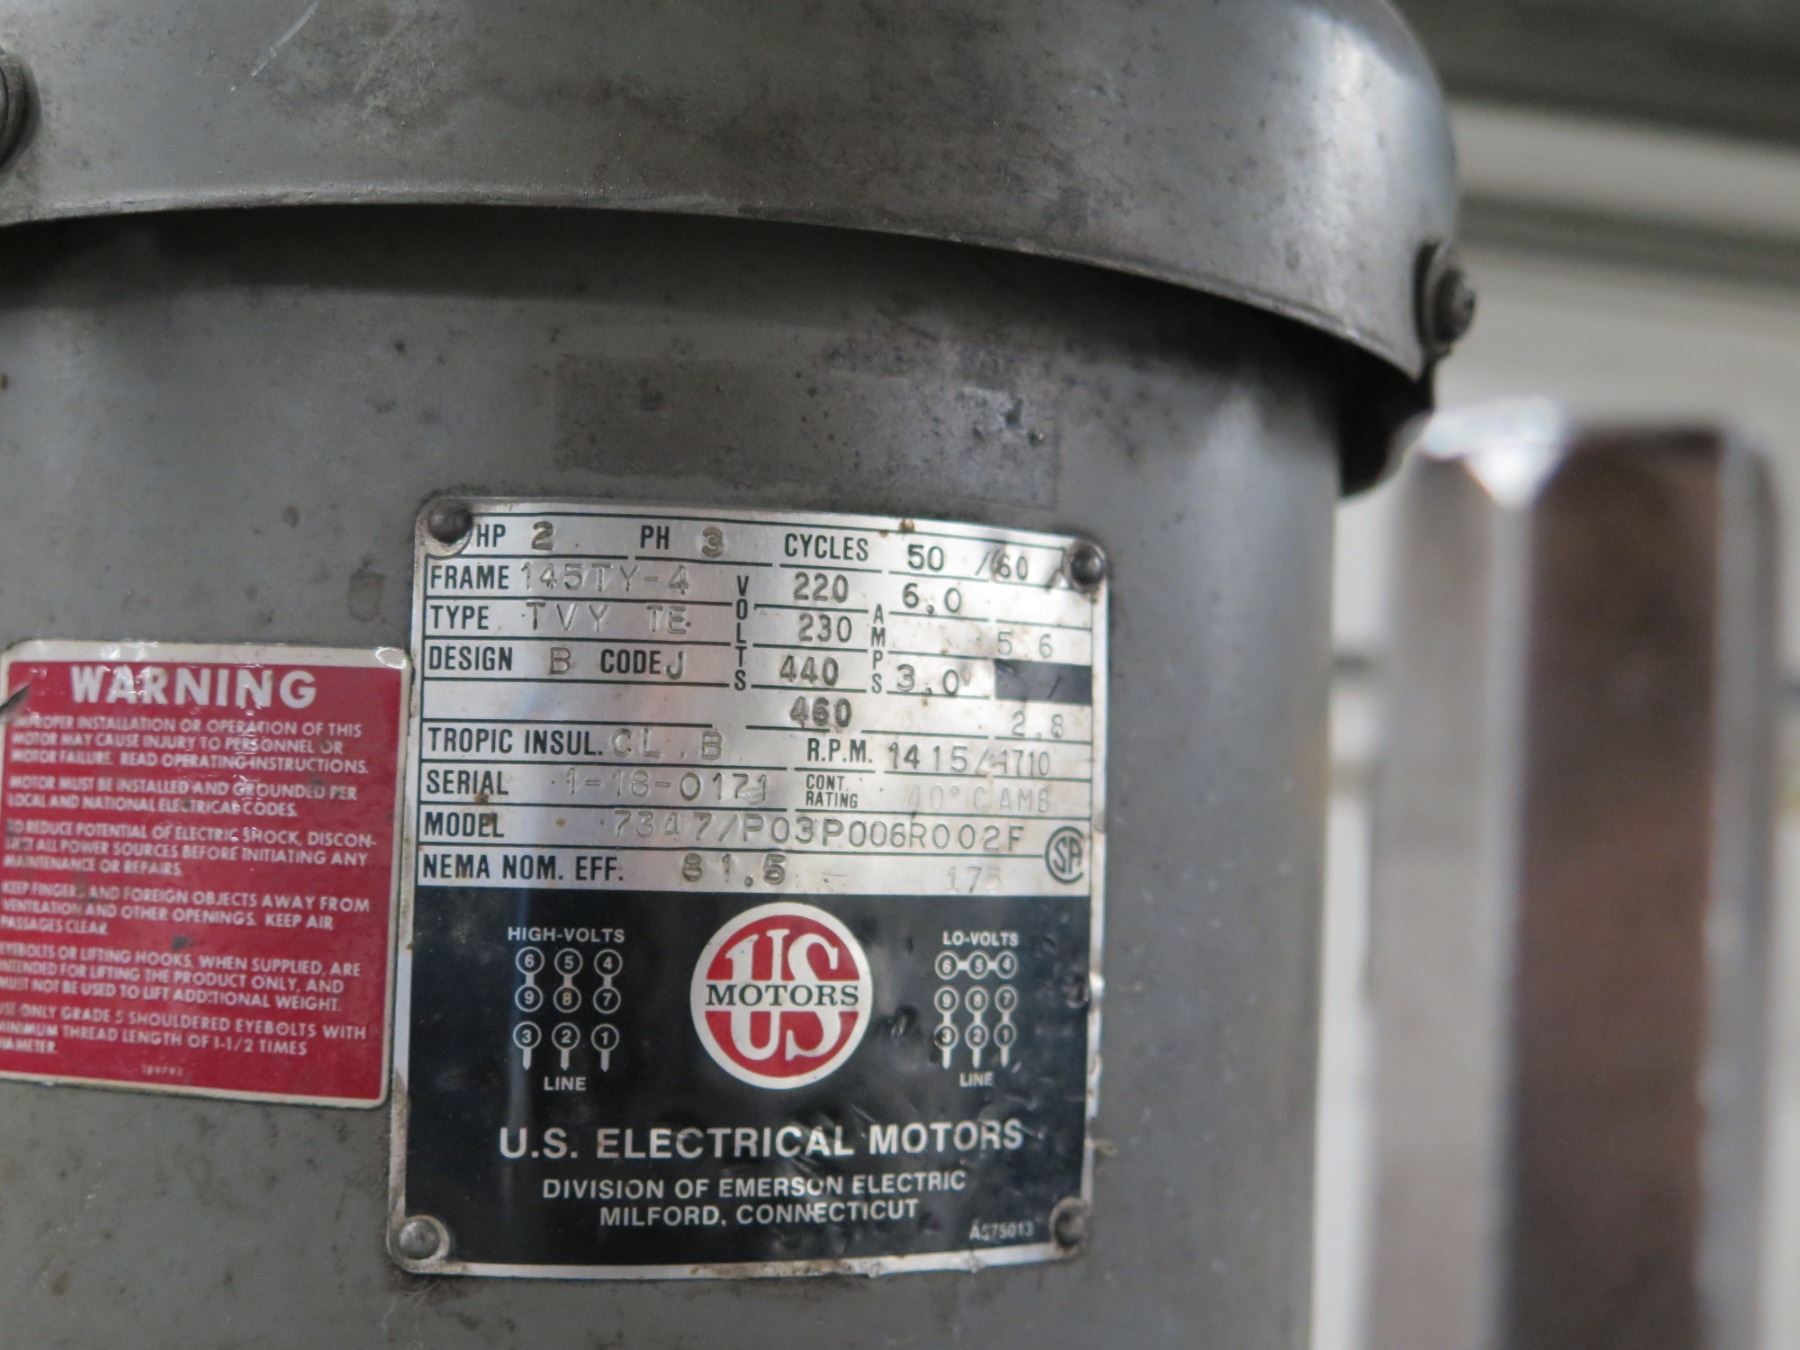 HP 2 PH 3 CYCLES 50 / 60
FRAME 145TY-4 VOLTS 220 AMPS 6.0
TYPE TVY TE 230 5.6
DESIGN B CODE J 440 3.0
460 2.8
TROPIC INSUL. CL. B R.P.M. 1415/1710
SERIAL 1-18-0171 CONT. RATING 40°C AMB
MODEL 7347/P03P006R002F SA
NEMA NOM. EFF. 81.5
HIGH-VOLTS LO-VOLTS
6 5 4 6 5 4
9 8 7 9 8 7
3 2 1 3 2 1
LINE LINE
US
MOTORS
U.S. ELECTRICAL MOTORS
DIVISION OF EMERSON ELECTRIC
MILFORD, CONNECTICUT
AS75013
WARNING
IMPROPER INSTALLATION OR OPERATION OF THIS
MOTOR MAY CAUSE INJURY TO PERSONNEL OR
MOTOR FAILURE. READ OPERATING INSTRUCTIONS.
MOTOR MUST BE INSTALLED AND GROUNDED PER
LOCAL AND NATIONAL ELECTRICAL CODES.
TO REDUCE POTENTIAL OF ELECTRIC SHOCK, DISCON-
NECT ALL POWER SOURCES BEFORE INITIATING ANY
MAINTENANCE OR REPAIRS.
KEEP FINGERS AND FOREIGN OBJECTS AWAY FROM
VENTILATION AND OTHER OPENINGS. KEEP AIR
PASSAGES CLEAR
EYEBOLTS OR LIFTING HOOKS, WHEN SUPPLIED, ARE
INTENDED FOR LIFTING THE PRODUCT ONLY, AND
MUST NOT BE USED TO LIFT ADDITIONAL WEIGHT.
USE ONLY GRADE 5 SHOULDERED EYEBOLTS WITH
MINIMUM THREAD LENGTH OF 1-1/2 TIMES
DIAMETER.